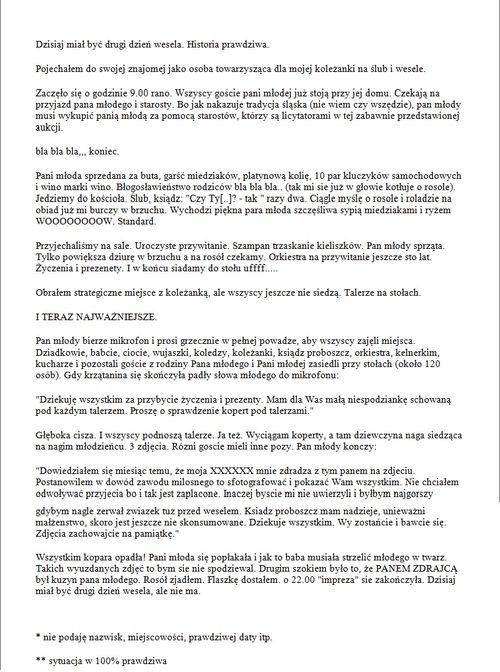 Dzisiaj miał być drugi dzień wesela. Historia prawdziwa.
Pojechałem do swojej znajomej jako osoba towarzysząca dla mojej koleżanki na ślub i wesele.
Zaczęło się o godzinie 9.00 rano. Wszyscy goście pani młodej już stoją przy jej domu. Czekają na
przyjazd pana młodego i starosty. Bo jak nakazuje tradycja śląska (nie wiem czy wszędzie), pan młody
musi wykupić panią młodą za pomocą starostów, którzy są licytatorami w tej zabawnie przedstawionej
aukcji.
bla bla bla,,, koniec.
Pani młoda sprzedana za buta, garść miedziaków, platynową kolię, 10 par kluczyków samochodowych
i wino marki wino. Błogosławieństwo rodziców bla bla bla.. (tak mi sie już w głowie kotłuje o rosole).
Jedziemy do kościoła. Ślub, ksiądz: "Czy Ty[..]? - tak " razy dwa. Ciągle myślę o rosole i roladzie na
obiad już mi burczy w brzuchu. Wychodzi piękna para młoda szczęśliwa sypią miedziakami i ryżem
WOOOOOOOOW. Standard.
Przyjechaliśmy na sale. Uroczyste przywitanie. Szampan trzaskanie kieliszków. Pan młody sprząta.
Tylko powiększa dziurę w brzuchu a na rosół czekamy. Orkiestra na przywitanie jeszcze sto lat.
Życzenia i prezenety. I w końcu siadamy do stołu uffff.....
Obrałem strategiczne miejsce z koleżanką, ale wszyscy jeszcze nie siedzą. Talerze na stołach.
I TERAZ NAJWAŻNIEJSZE.
Pan młody bierze mikrofon i prosi grzecznie w pełnej powadze, aby wszyscy zajęli miejsca.
Dziadkowie, babcie, ciocie, wujaszki, koledzy, koleżanki, ksiądz proboszcz, orkiestra, kelnerkim,
kucharze i pozostali goście z rodziny Pana młodego i Pani młodej zasiedli przy stołach (około 120
osób). Gdy krzątanina się skończyła padły słowa młodego do mikrofonu:
"Dziękuję wszystkim za przybycie życzenia i prezenty. Mam dla Was małą niespodziankę schowaną
pod każdym talerzem. Proszę o sprawdzenie kopert pod talerzami."
Głęboka cisza. I wszyscy podnoszą talerze. Ja też. Wyciągam koperty, a tam dziewczyna naga siedząca
na nagim młodzieńcu. 3 zdjęcia. Rózni goscie mieli inne pozy. Pan młody konczy:
"Dowiedziałem się miesiąc temu, że moja XXXXXX mnie zdradza z tym panem na zdjeciu.
Postanowilem w dowód zawodu milosnego to sfotografować i pokazać Wam wszystkim. Nie chciałem
odwoływać przyjecia bo i tak jest zaplacone. Inaczej byscie mi nie uwierzyli i byłbym najgorszy
gdybym nagle zerwał zwiazek tuz przed weselem. Ksiadz proboszcz mam nadzieje, unieważni
małżenstwo, skoro jest jeszcze nie skonsumowane. Dziekuje wszystkim. Wy zostańcie i bawcie się.
Zdjęcia zachowajcie na pamiątkę."
Wszystkim kopara opadła! Pani młoda się popłakała i jak to baba musiała strzelić młodego w twarz.
Takich wyuzdanych zdjęć to bym sie nie spodziewal. Drugim szokiem było to, że PANEM ZDRAJCĄ
był kuzyn pana młodego. Rosół zjadłem. Flaszkę dostałem. o 22.00 "impreza" sie zakończyła. Dzisiaj
miał być drugi dzień wesela, ale nie ma.
* nie podaję nazwisk, miejscowości, prawdziwej daty itp.
** sytuacja w 100% prawdziwa